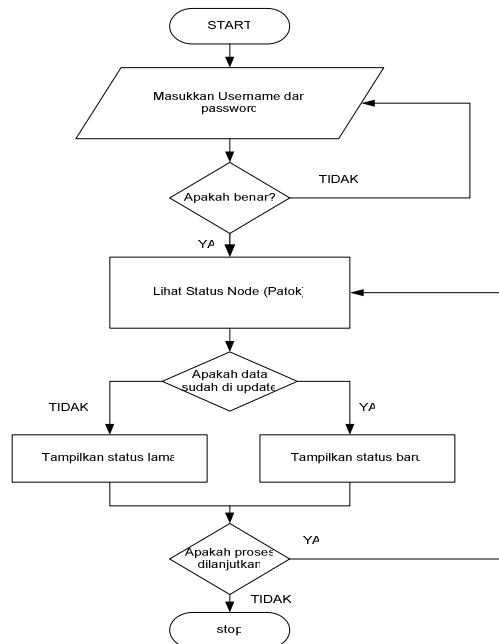 START
Masukkan Username dan
password
TIDAK
Apakah benar?
YA
Lihat Status Node (Patok)
Apakah data
sudah di update
TIDAK
YA
Tampilkan status lama
Tampilkan status baru
YA
Apakah proses
dilanjutkan
TIDAK
stop